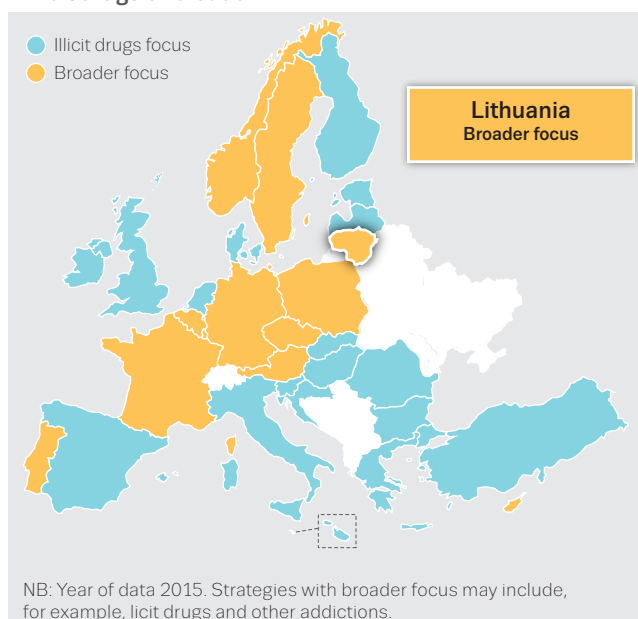 Illicit drugs focus
Broader focus
Lithuania
Broader focus
NB: Year of data 2015. Strategies with broader focus may include,
for example, licit drugs and other addictions.